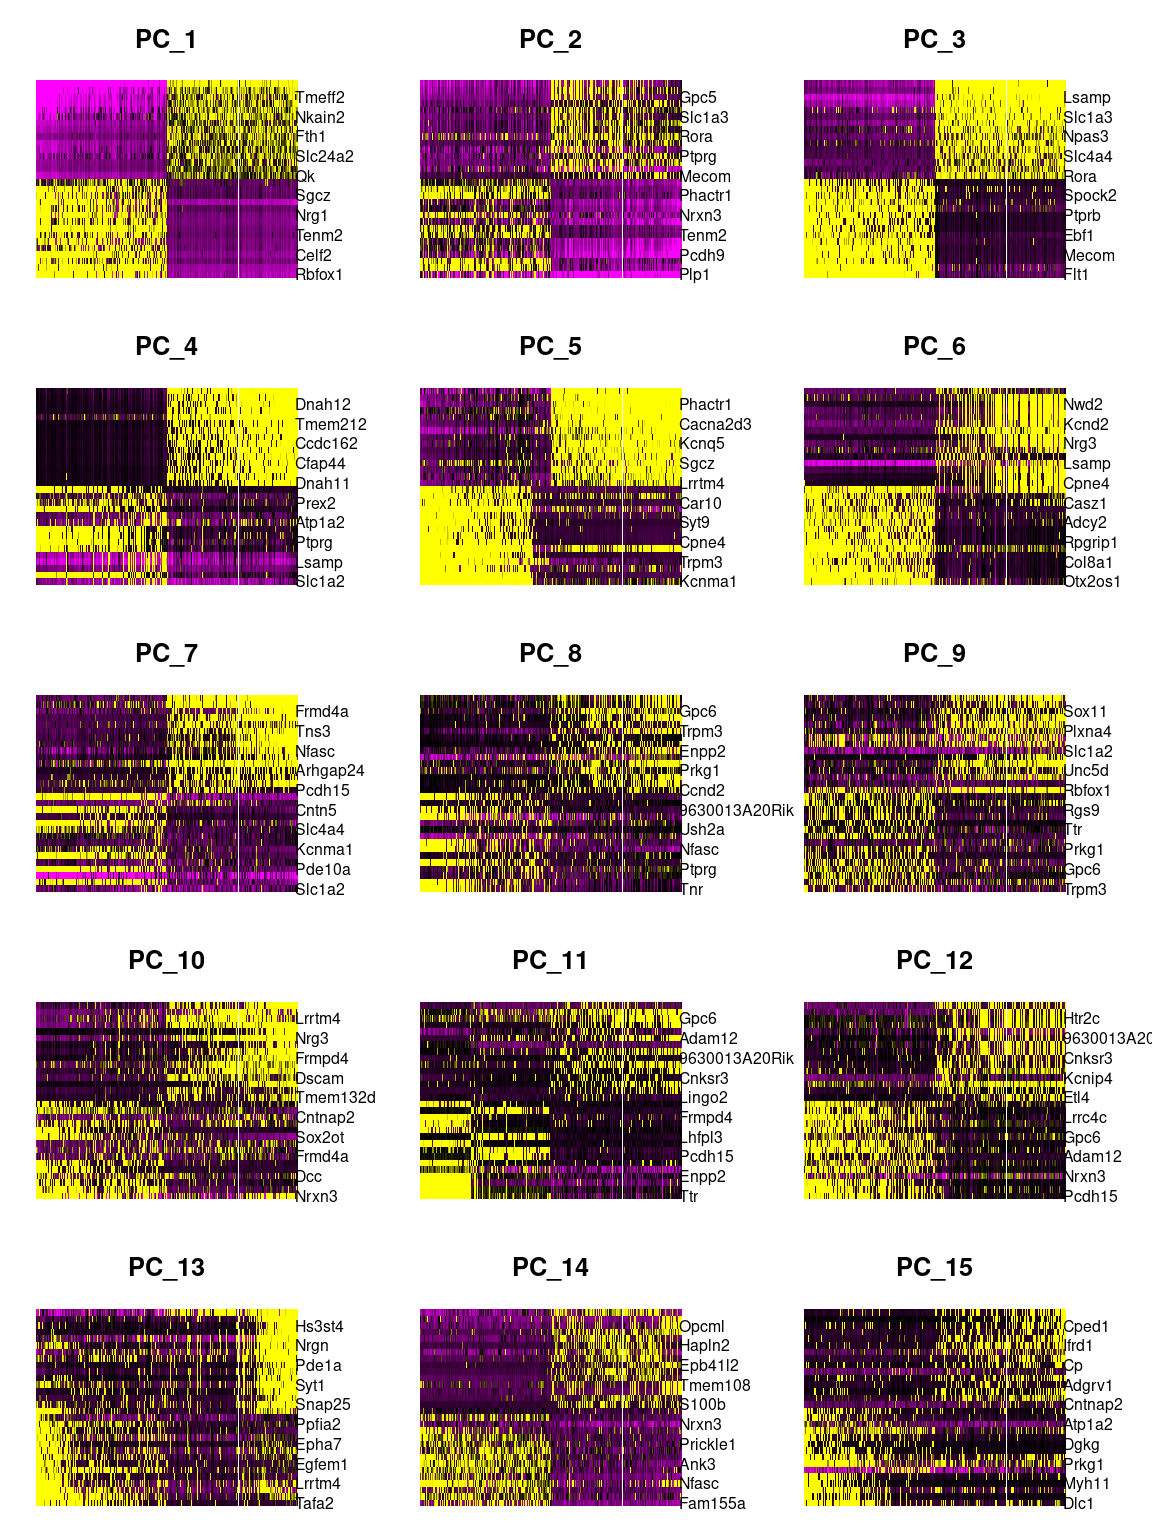 PC_1
Tmeff2
Nkain2
Fth1
Slc24a2
Qk
Sgcz
Nrg1
Tenm2
Celf2
Rbfox1
PC_2
Gpc5
Slc1a3
Rora
Ptprg
Mecom
Phactr1
Nrxn3
Tenm2
Pcdh9
Plp1
PC_3
Lsamp
Slc1a3
Npas3
Slc4a4
Rora
Spock2
Ptprb
Ebf1
Mecom
Flt1
PC_4
Dnah12
Tmem212
Ccdc162
Cfap44
Dnah11
Prex2
Atp1a2
Ptprg
Lsamp
Slc1a2
PC_5
Phactr1
Cacna2d3
Kcnq5
Sgcz
Lrrtm4
Car10
Syt9
Cpne4
Trpm3
Kcnma1
PC_6
Nwd2
Kcnd2
Nrg3
Lsamp
Cpne4
Casz1
Adcy2
Rpgrip1
Col8a1
Otx2os1
PC_7
Frmd4a
Tns3
Nfasc
Arhgap24
Pcdh15
Cntn5
Slc4a4
Kcnma1
Pde10a
Slc1a2
PC_8
Gpc6
Trpm3
Enpp2
Prkg1
Ccnd2
9630013A20Rik
Ush2a
Nfasc
Ptprg
Tnr
PC_9
Sox11
Plxna4
Slc1a2
Unc5d
Rbfox1
Rgs9
Ttr
Prkg1
Gpc6
Trpm3
PC_10
Lrrtm4
Nrg3
Frmpd4
Dscam
Tmem132d
Cntnap2
Sox2ot
Frmd4a
Dcc
Nrxn3
PC_11
Gpc6
Adam12
9630013A20Rik
Cnksr3
Lingo2
Frmpd4
Lhfpl3
Pcdh15
Enpp2
Ttr
PC_12
Htr2c
9630013A20
Cnksr3
Kcnip4
Etl4
Lrrc4c
Gpc6
Adam12
Nrxn3
Pcdh15
PC_13
Hs3st4
Nrgn
Pde1a
Syt1
Snap25
Ppfia2
Epha7
Egfem1
Lrrtm4
Tafa2
PC_14
Opcml
Hapln2
Epb41l2
Tmem108
S100b
Nrxn3
Prickle1
Ank3
Nfasc
Fam155a
PC_15
Cped1
Ifrd1
Cp
Adgrv1
Cntnap2
Atp1a2
Dgkg
Prkg1
Myh11
Dlc1